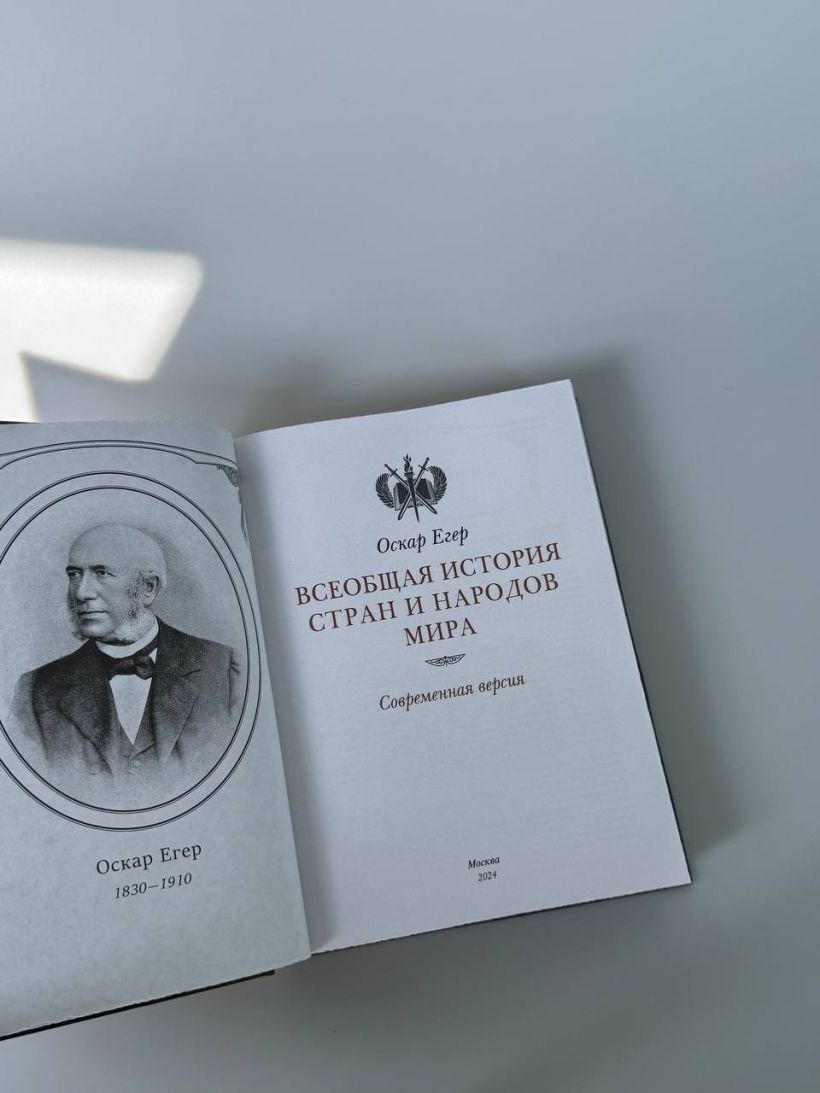 Оскар Егер
1830–1910
Оскар Егер
ВСЕОБЩАЯ ИСТОРИЯ
СТРАН И НАРОДОВ
МИРА
Современная версия
Москва
2024